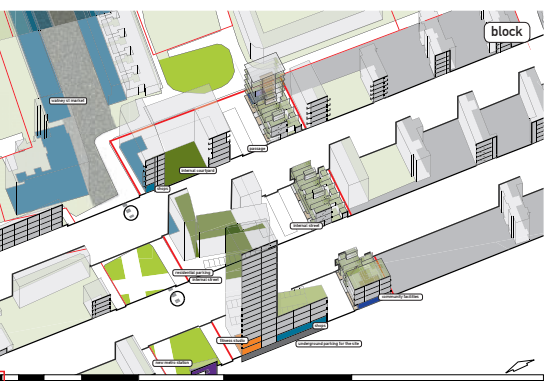 block
walney st market
passage
internal courtyard
shops
internal street
residential parking
internal street
community facilities
shops
fitness studio
underground parking for the site
new metro station